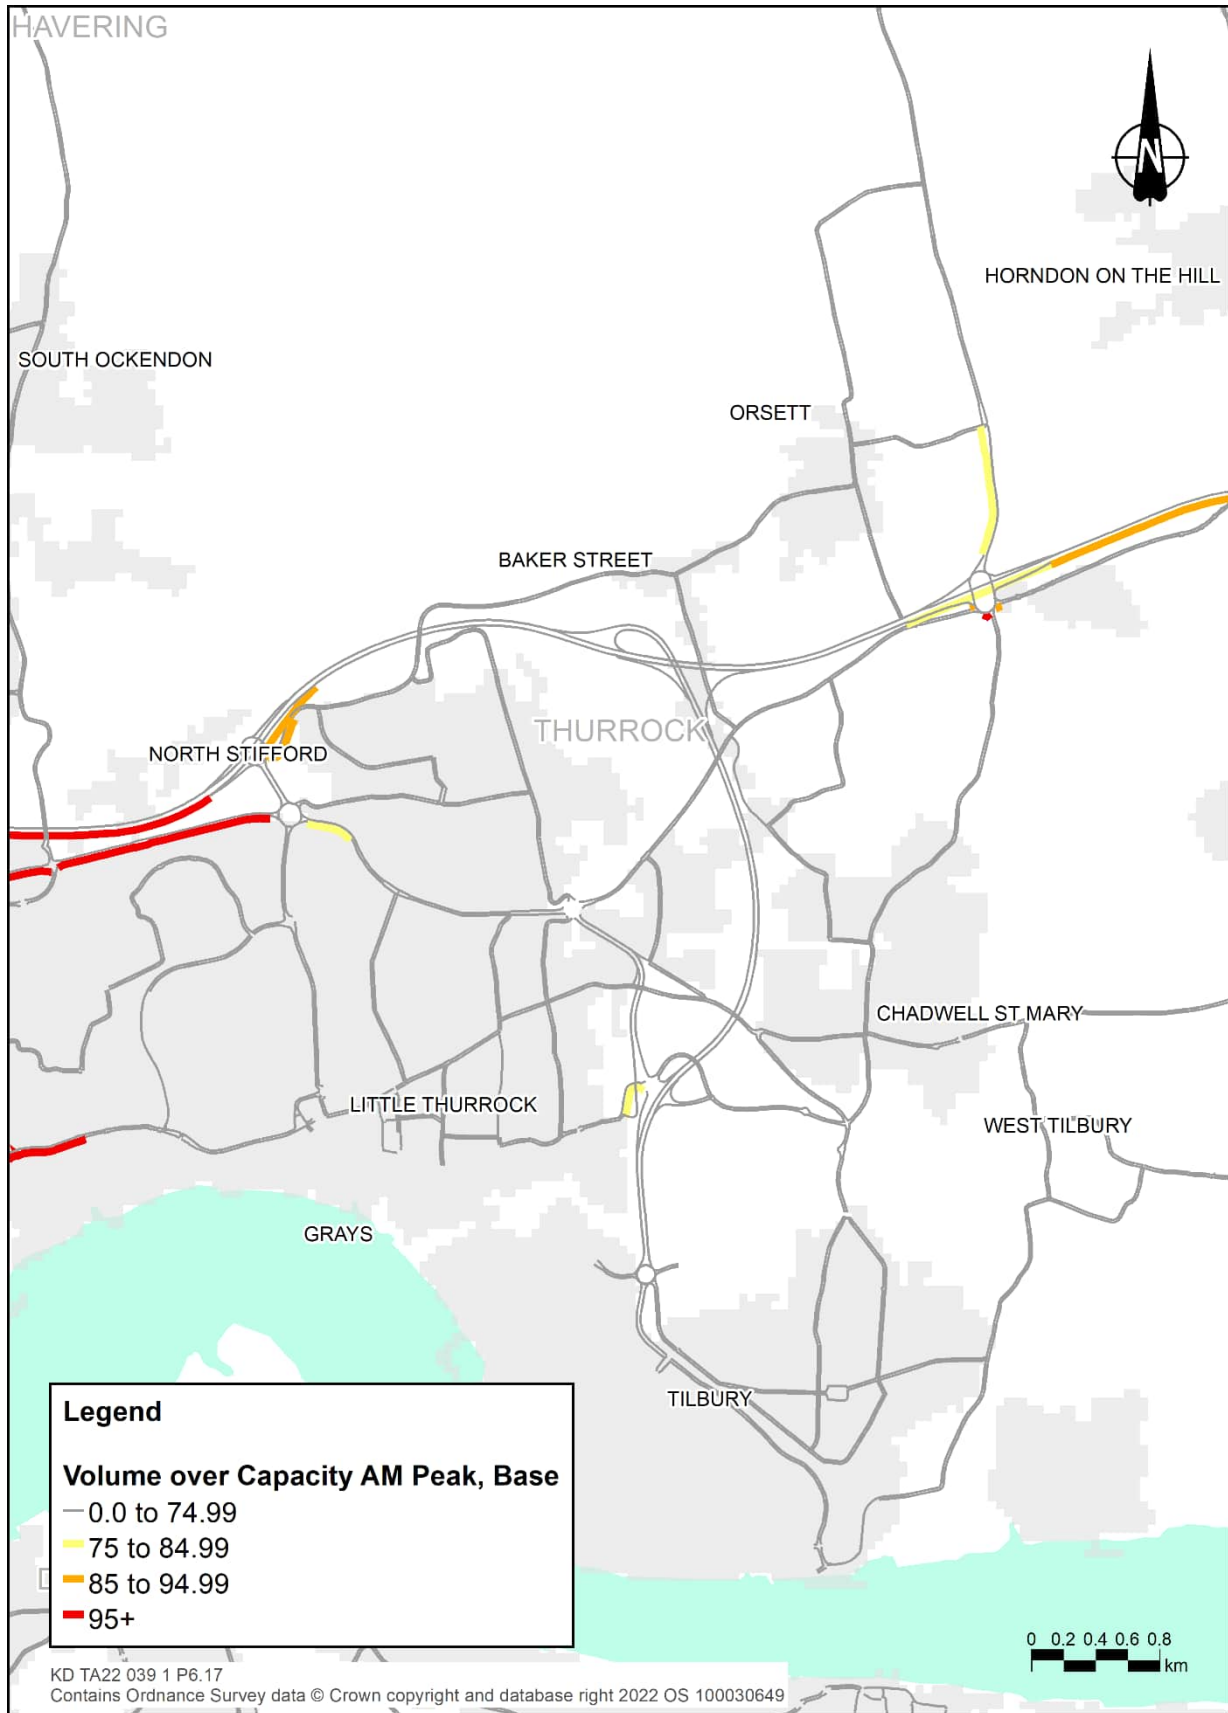 HAVERING
N
HORNDON ON THE HILL
SOUTH OCKENDON
ORSETT
BAKER STREET
THURROCK
NORTH STIFFORD
CHADWELL ST MARY
LITTLE THURROCK
WEST TILBURY
GRAYS
TILBURY
Legend
Volume over Capacity AM Peak, Base
0.0 to 74.99
75 to 84.99
85 to 94.99
95+
0 0.2 0.4 0.6 0.8
km
KD TA22 039 1 P6.17
Contains Ordnance Survey data © Crown copyright and database right 2022 OS 100030649